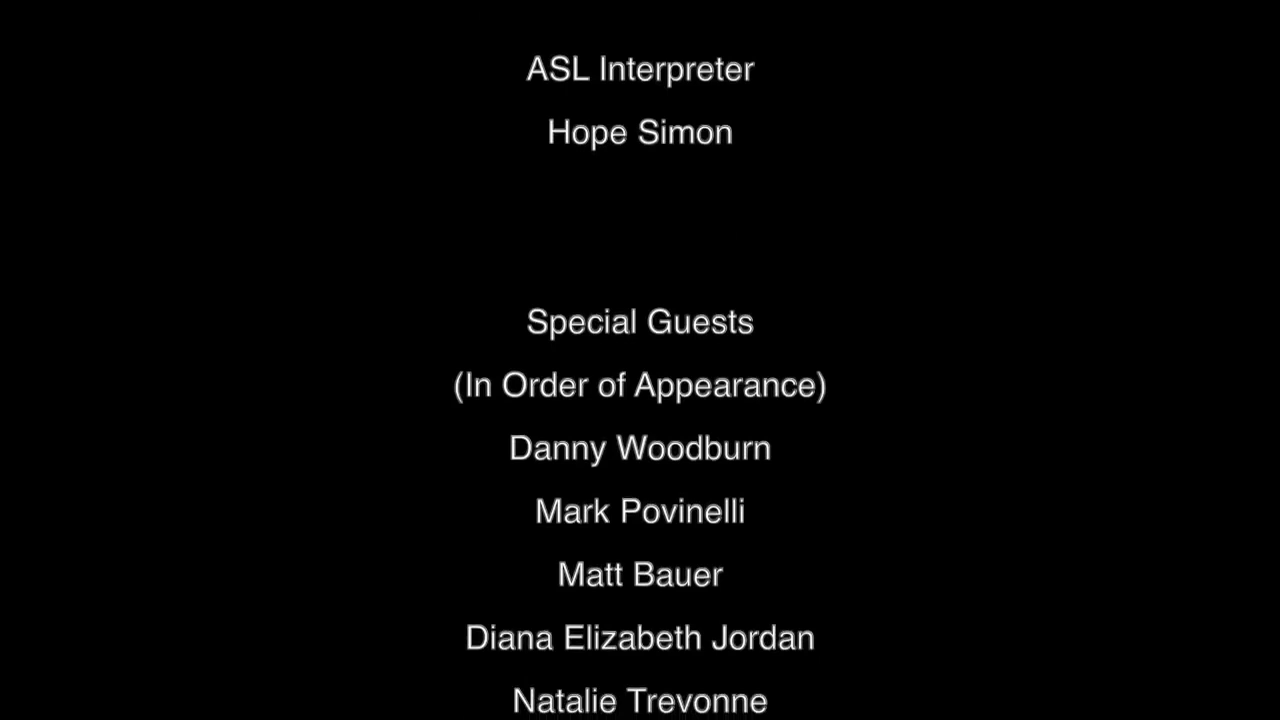 ASL Interpreter
Hope Simon
Special Guests
(In Order of Appearance)
Danny Woodburn
Mark Povinelli
Matt Bauer
Diana Elizabeth Jordan
Natalie Trevonne